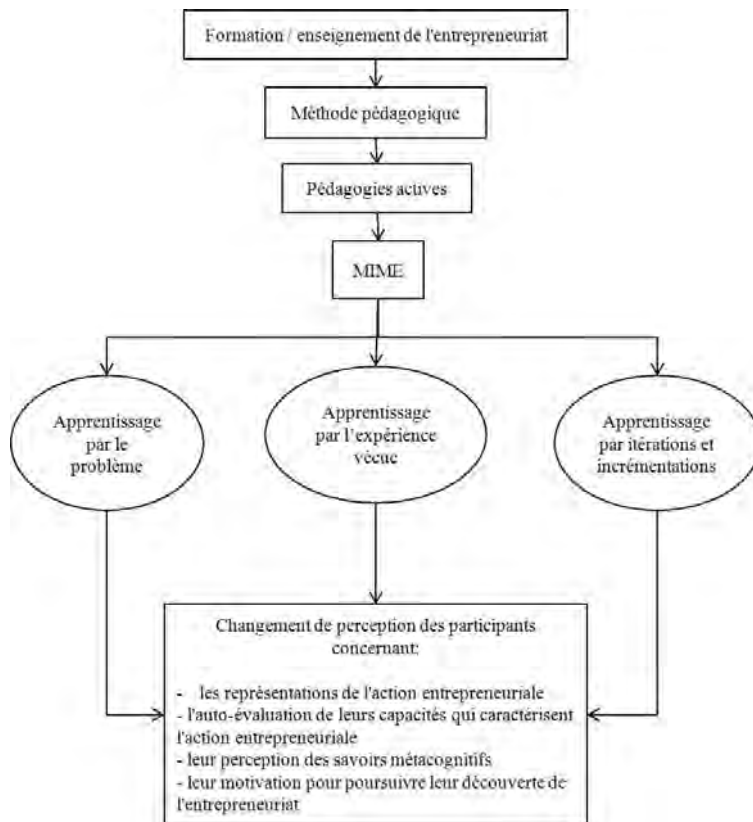 Formation / enseignement de l'entrepreneuriat
Méthode pédagogique
Pédagogies actives
MIME
Apprentissage
par le
problème
Apprentissage
par l'expérience
vécue
Apprentissage
par itérations et
incrémentations
Changement de perception des participants
concernant:
- les représentations de l'action entrepreneuriale
- l'auto-évaluation de leurs capacités qui caractérisent
l'action entrepreneuriale
- leur perception des savoirs métacognitifs
- leur motivation pour poursuivre leur découverte de
l'entrepreneuriat